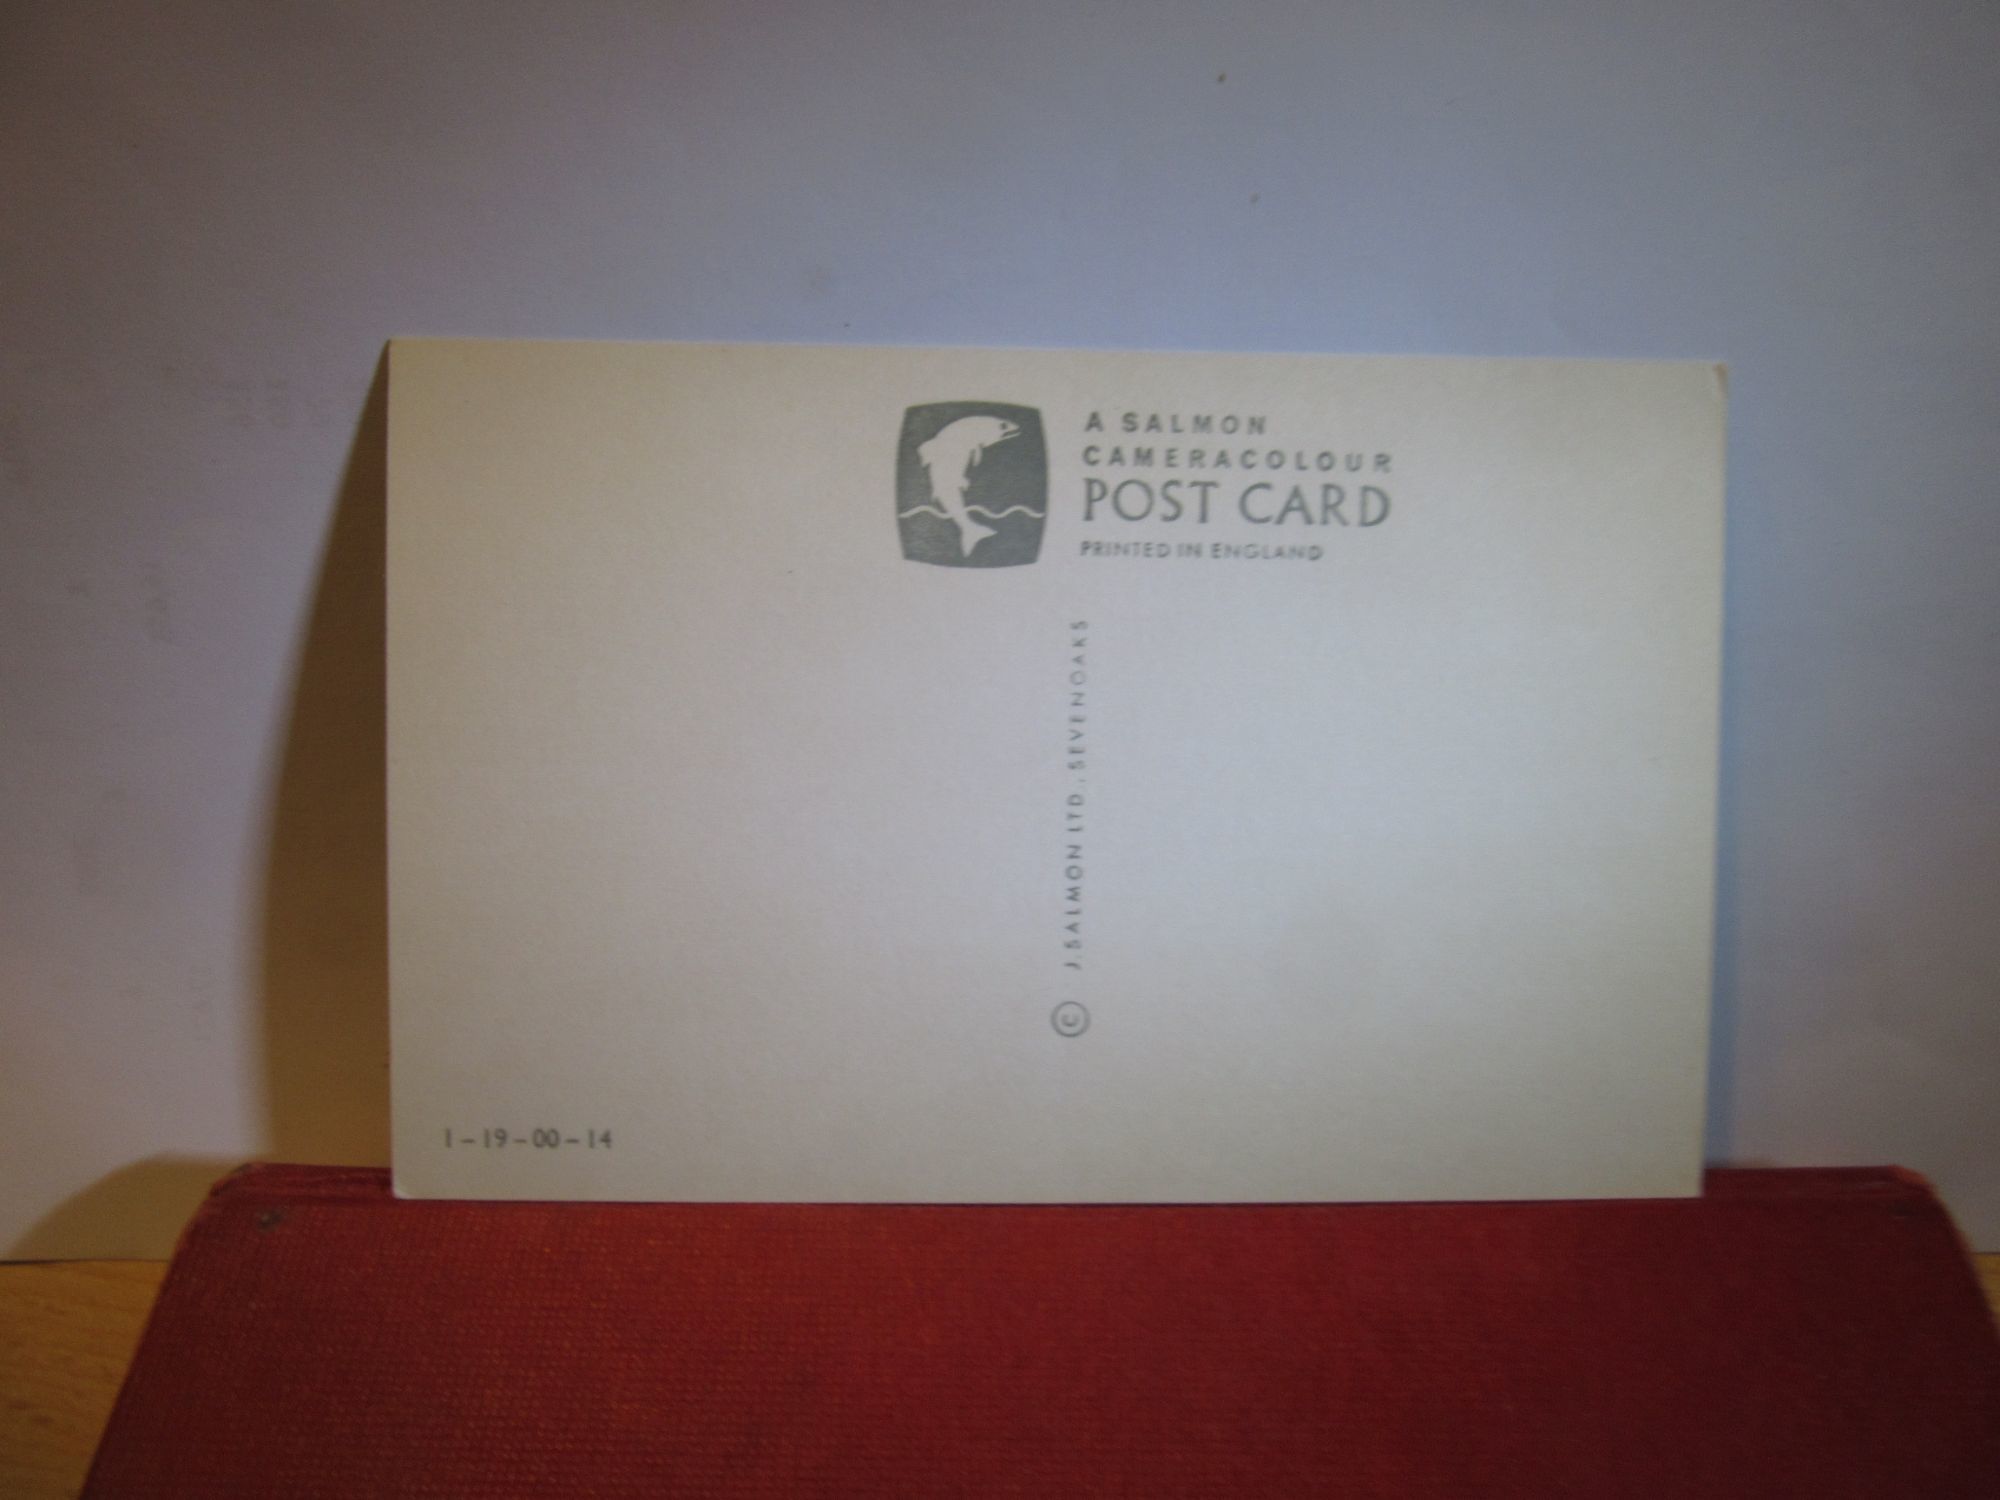 A SALMON
CAMERACOLOUR
POST CARD
PRINTED IN ENGLAND
© J. SALMON LTD., SEVENOAKS
1-19-00-14